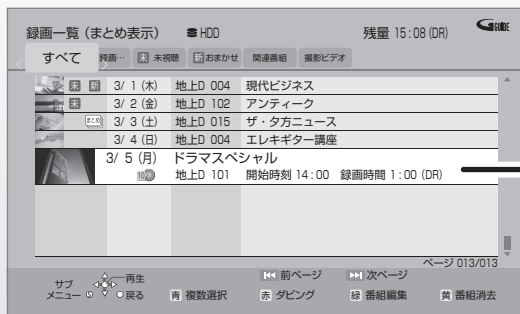 録画一覧（まとめ表示） HDD 残量 15:08 (DR) G GUIDE
すべて 録画… 未 未視聴 新 おまかせ 関連番組 撮影ビデオ
未 新 3/ 1 (木) 地上D 004 現代ビジネス
未 3/ 2 (金) 地上D 102 アンティーク
まとめ 3/ 3 (土) 地上D 015 ザ・夕方ニュース
3/ 4 (日) 地上D 004 エレキギター講座
3/ 5 (月) ドラマスペシャル
地上D 101 開始時刻 14:00 録画時間 1:00 (DR)
ページ 013/013
サブメニュー S 再生 戻る 前ページ 次ページ
青 複数選択 赤 ダビング 緑 番組編集 黄 番組消去